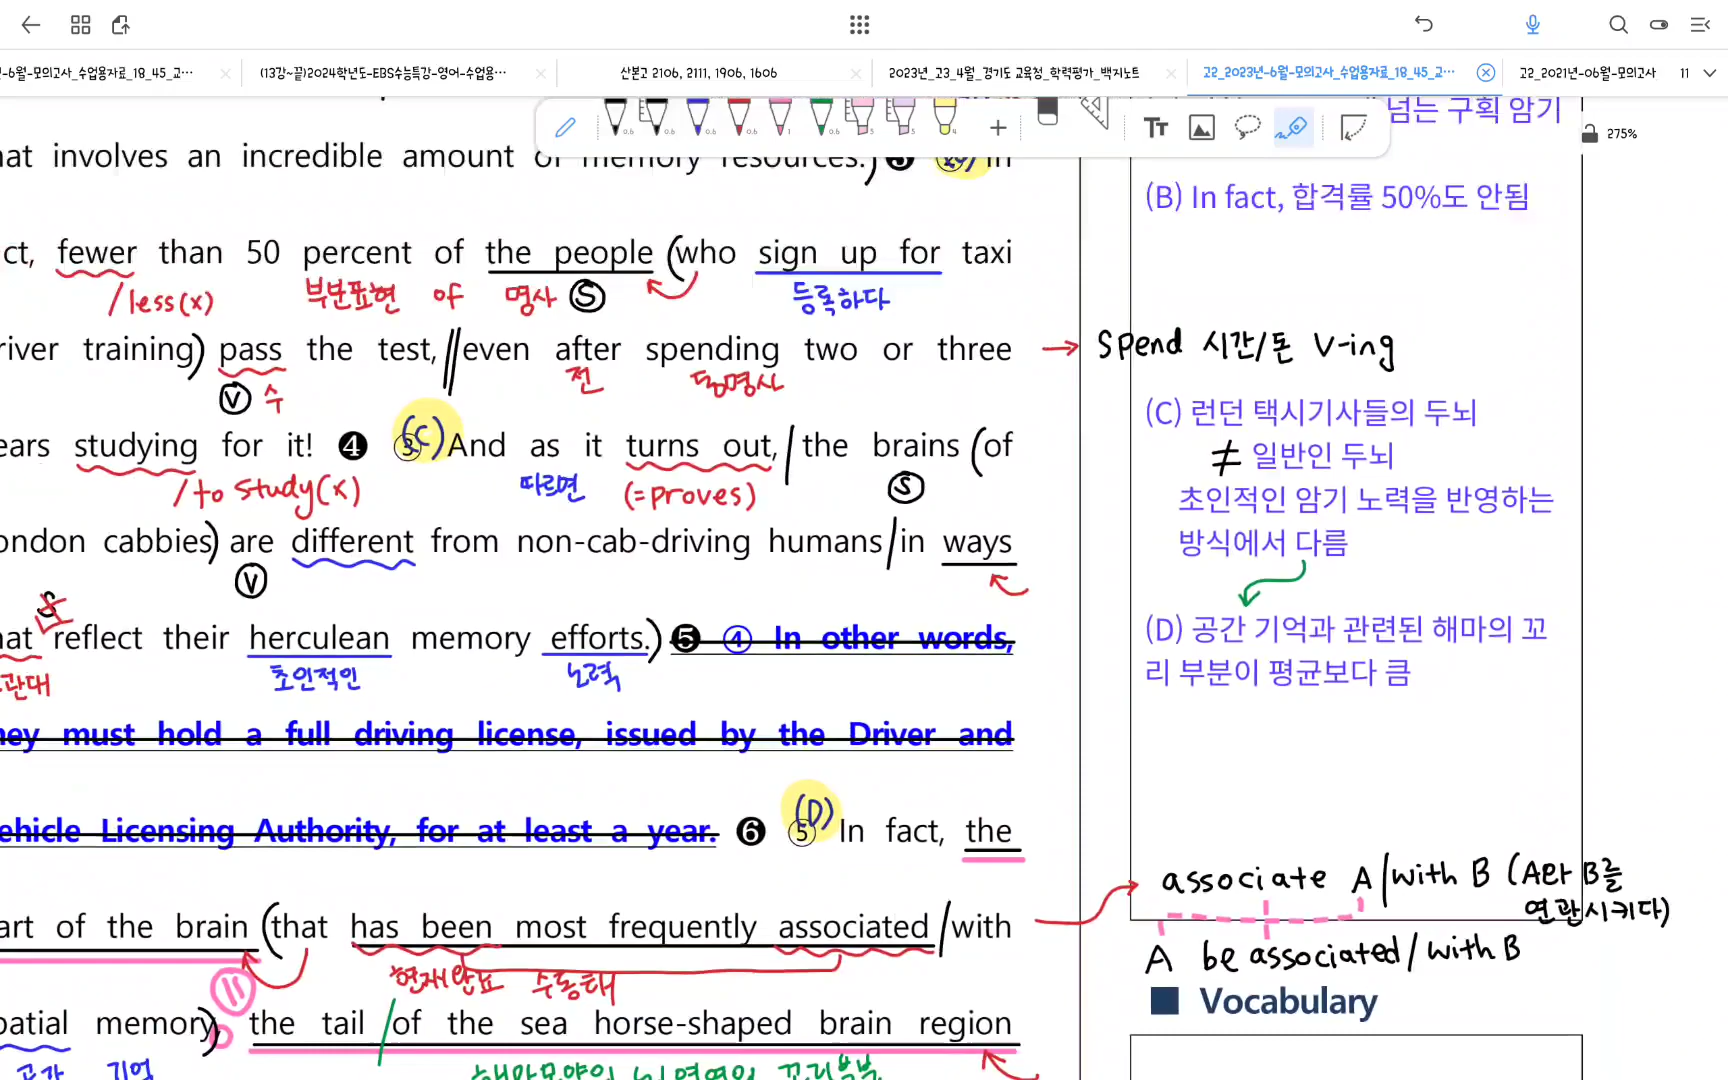 -6월-모의고사_수업용자료_18_45_교…
(13강~끝)2024학년도-EBS수능특강-영어-수업용…
산본고 2106, 2111, 1906, 1606
2023년_고3_4월_경기도 교육청_학력평가_백지노트
고2_2023년-6월-모의고사_수업용자료_18_45_교…
고2_2021년-06월-모의고사
11
275%
넘는 구획 암기
hat involves an incredible amount of memory resources.) ❸ In
(B) In fact, 합격률 50%도 안됨
ct, fewer than 50 percent of the people (who sign up for taxi
/less(x) 부분표현 of 명사 Ⓢ 등록하다
river training) pass the test, // even after spending two or three
→ Spend 시간/돈 V-ing
Ⓥ 수 전 동명사
(C) 런던 택시기사들의 두뇌
ears studying for it! ❹ ③ (C) And as it turns out, / the brains (of
≠ 일반인 두뇌
/to study(x) 따르면 (=proves) Ⓢ
초인적인 암기 노력을 반영하는
ondon cabbies) are different from non-cab-driving humans / in ways
방식에서 다름
Ⓥ
hat reflect their herculean memory efforts.) ❺ ④ In other words,
관대 초인적인 노력
(D) 공간 기억과 관련된 해마의 꼬
리 부분이 평균보다 큼
hey must hold a full driving license, issued by the Driver and
ehicle Licensing Authority, for at least a year. ❻ ⑤ (D) In fact, the
associate A / with B (A와 B를
연관시키다)
art of the brain (that has been most frequently associated / with
현재완료 수동태
A be associated / with B
■ Vocabulary
patial memory), the tail / of the sea horse-shaped brain region
공간 기억